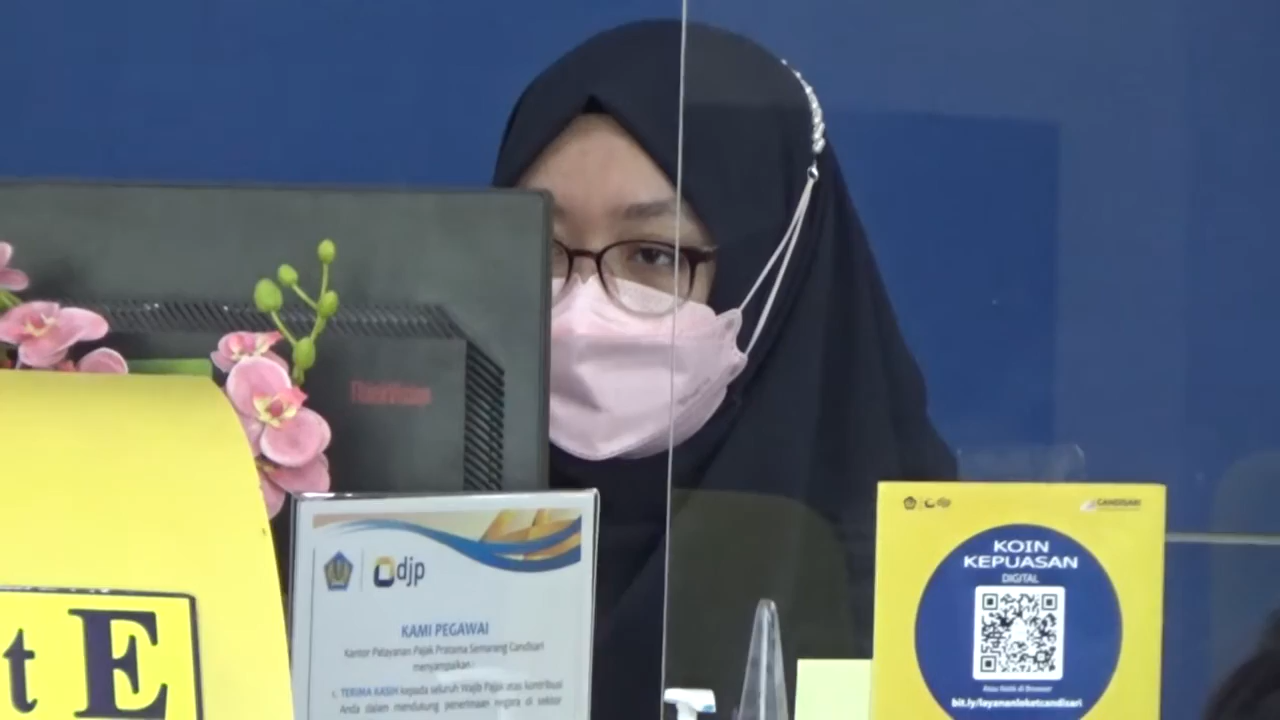 ThinkVision
t E
djp
KAMI PEGAWAI
Kantor Pelayanan Pajak Pratama Semarang Candisari
menyampaikan :
1. TERIMA KASIH kepada seluruh Wajib Pajak atas kontribusi
Anda dalam mendukung penerimaan negara di sektor
djp
CANDISARI
KOIN
KEPUASAN
DIGITAL
bit.ly/layananloketcandisari